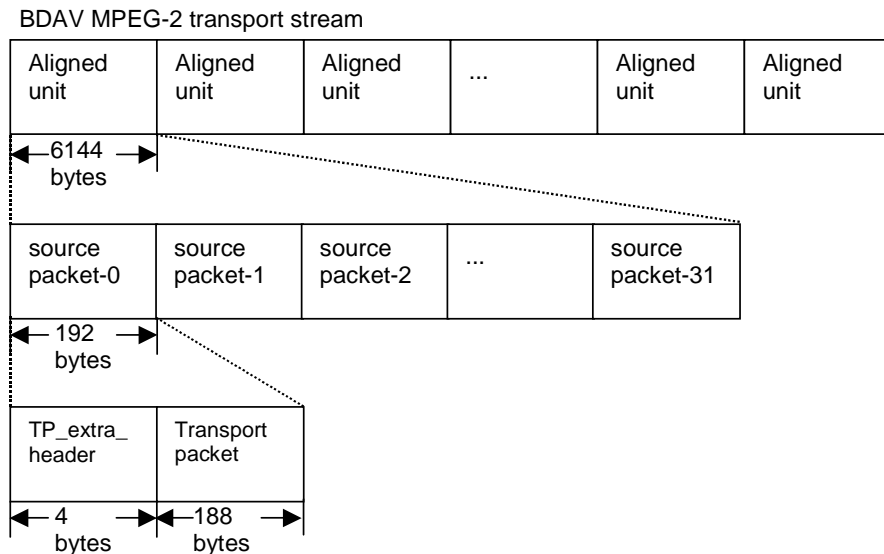 BDAV MPEG-2 transport stream
Aligned unit
Aligned unit
Aligned unit
...
Aligned unit
Aligned unit
6144 bytes
source packet-0
source packet-1
source packet-2
...
source packet-31
192 bytes
TP_extra_ header
Transport packet
4 bytes
188 bytes